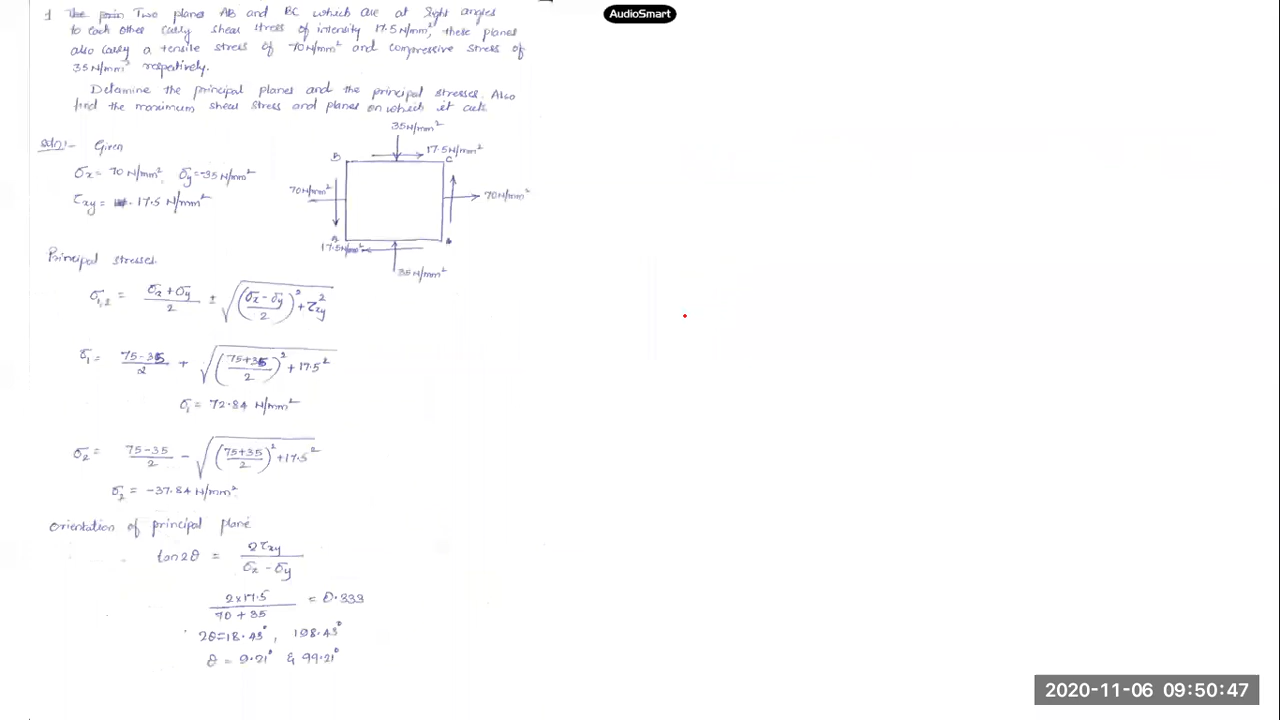 AudioSmart
1 The prin Two planes AB and BC which are at right angles
to each other carry shear stress of intensity 17.5 N/mm², these planes
also carry a tensile stress of 70 N/mm² and compressive stress of
35 N/mm² respectively.
Detamine the principal planes and the principal stresses. Also
find the maximum shear stress and planes on which it acts.
Soln:- Given
σx = 70 N/mm², σy = -35 N/mm²
τxy = 17.5 N/mm²
35 N/mm²
17.5 N/mm²
B
C
70 N/mm²
70 N/mm²
A
17.5 N/mm²
35 N/mm²
Principal stresses.
σ1,2 = σx + σy / 2 ± √((σx - σy / 2)² + τxy²)
σ1 = 75-35 / 2 + √((75+35 / 2)² + 17.5²)
σ1 = 72.84 N/mm²
σ2 = 75-35 / 2 - √((75+35 / 2)² + 17.5²)
σ2 = -37.84 N/mm²
Orientation of principal plane
tan2θ = 2τxy / σx - σy
2×17.5 / 70 + 35 = 0.333
2θ = 18.43°, 198.43°
θ = 9.21° & 99.21°
2020-11-06 09:50:47